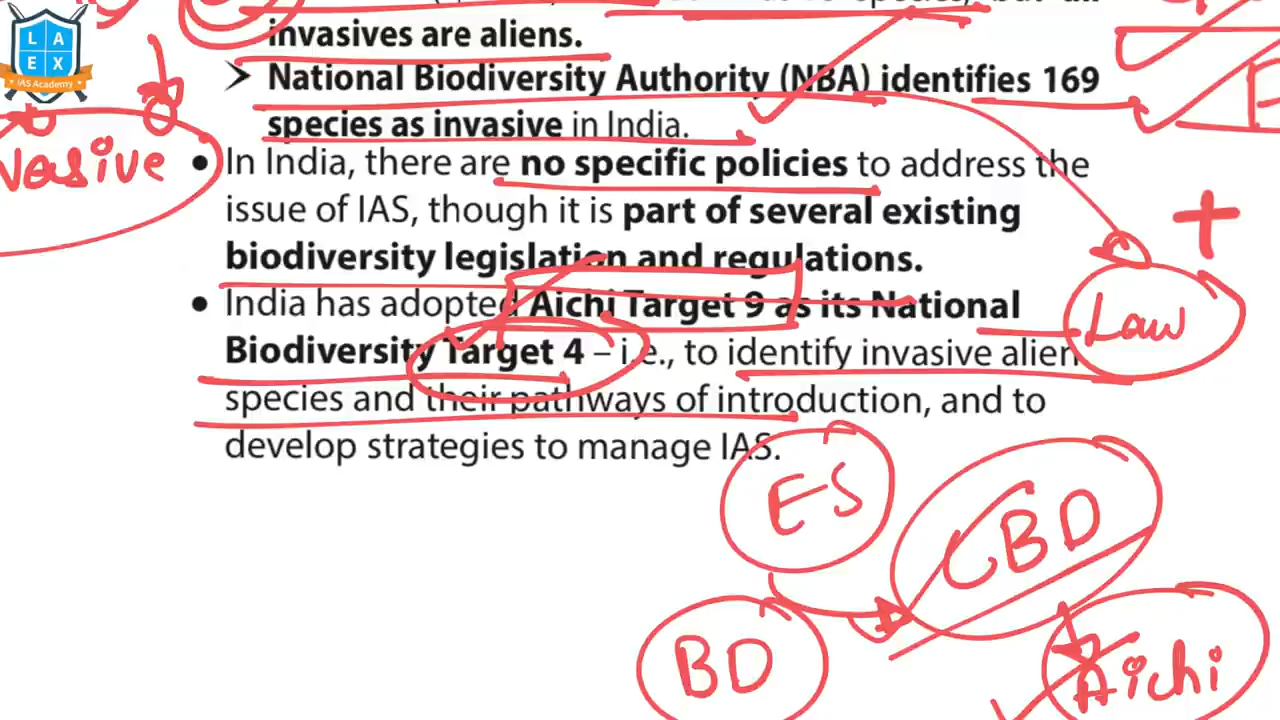 invasives are aliens.
➤ National Biodiversity Authority (NBA) identifies 169
species as invasive in India.
• In India, there are no specific policies to address the
issue of IAS, though it is part of several existing
biodiversity legislation and regulations.
• India has adopted Aichi Target 9 as its National
Biodiversity Target 4 – i.e., to identify invasive alien
species and their pathways of introduction, and to
develop strategies to manage IAS.
LA
EX
IAS Academy
vasive
+
Law
ES
CBD
BD
Aichi